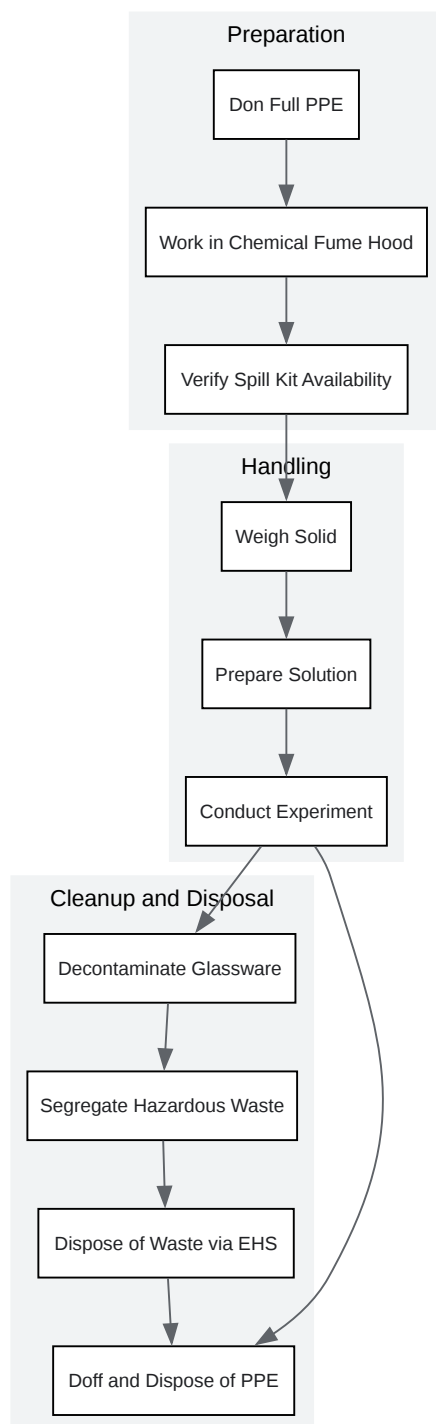 Preparation
Don Full PPE
Work in Chemical Fume Hood
Verify Spill Kit Availability
Handling
Weigh Solid
Prepare Solution
Conduct Experiment
Cleanup and Disposal
Decontaminate Glassware
Segregate Hazardous Waste
Dispose of Waste via EHS
Doff and Dispose of PPE